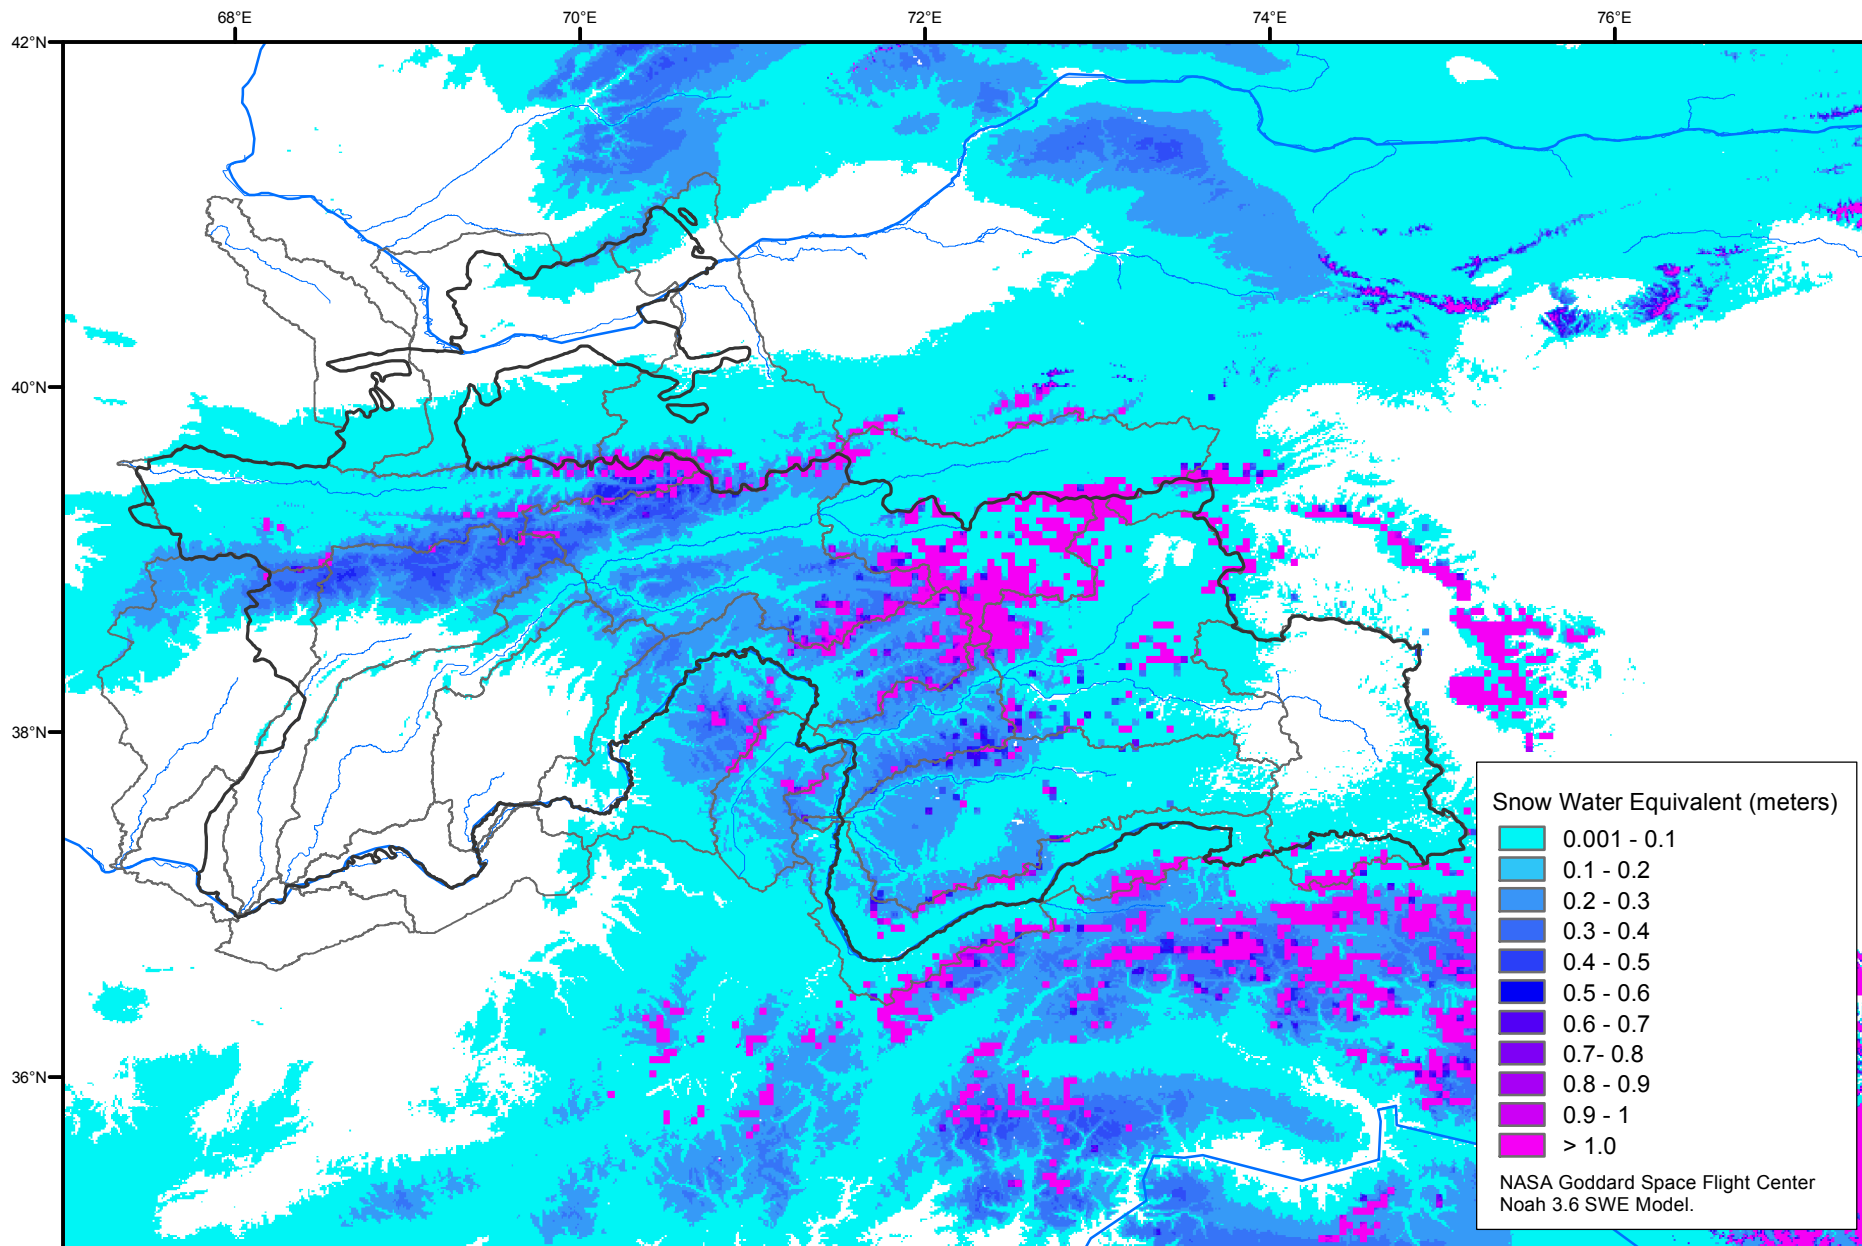 68°E 70°E 72°E 74°E 76°E
42°N
40°N
38°N
36°N
Snow Water Equivalent (meters)
0.001 - 0.1
0.1 - 0.2
0.2 - 0.3
0.3 - 0.4
0.4 - 0.5
0.5 - 0.6
0.6 - 0.7
0.7- 0.8
0.8 - 0.9
0.9 - 1
> 1.0
NASA Goddard Space Flight Center
Noah 3.6 SWE Model.